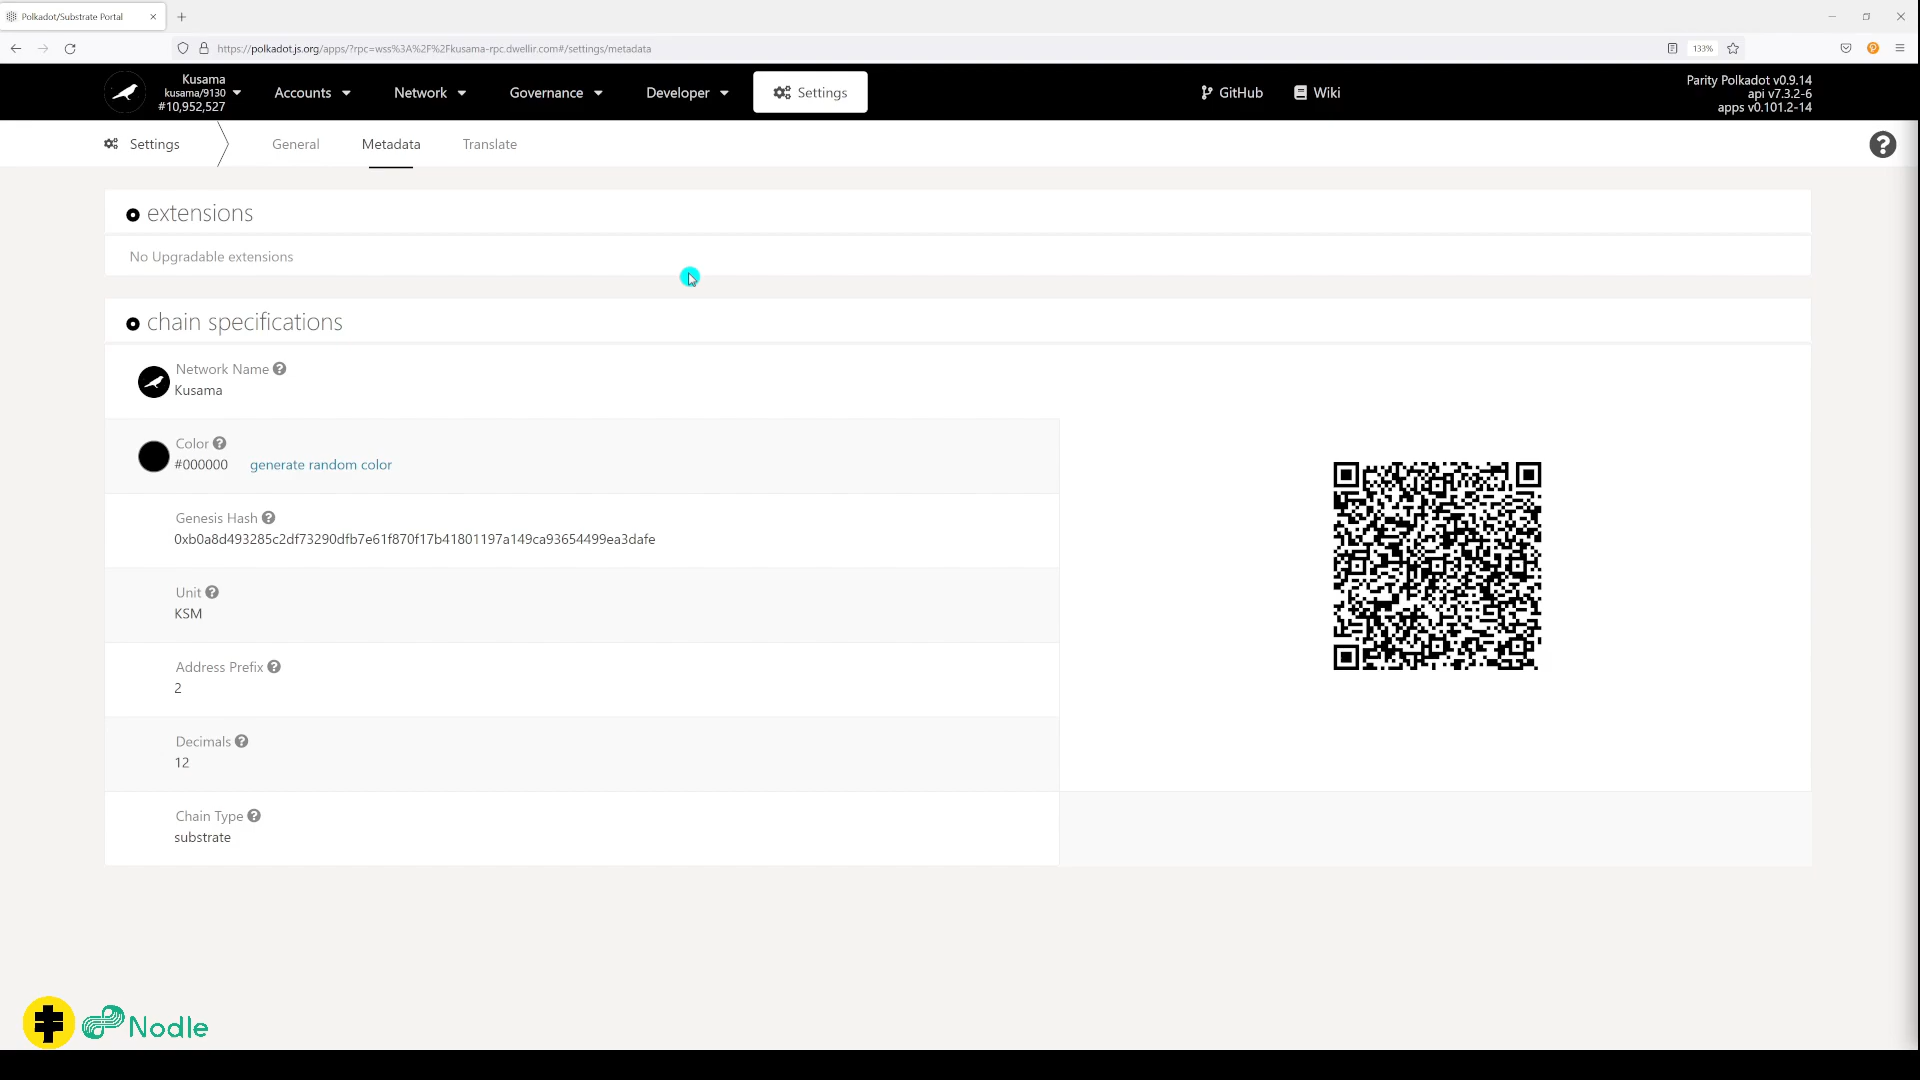 Polkadot/Substrate Portal
https://polkadot.js.org/apps/?rpc=wss%3A%2F%2Fkusama-rpc.dwellir.com#/settings/metadata
133%
Kusama
kusama/9130
#10,952,527
Accounts
Network
Governance
Developer
Settings
GitHub
Wiki
Parity Polkadot v0.9.14
api v7.3.2-6
apps v0.101.2-14
Settings
General
Metadata
Translate
extensions
No Upgradable extensions
chain specifications
Network Name
Kusama
Color
#000000 generate random color
Genesis Hash
0xb0a8d493285c2df73290dfb7e61f870f17b41801197a149ca93654499ea3dafe
Unit
KSM
Address Prefix
2
Decimals
12
Chain Type
substrate
Nodle